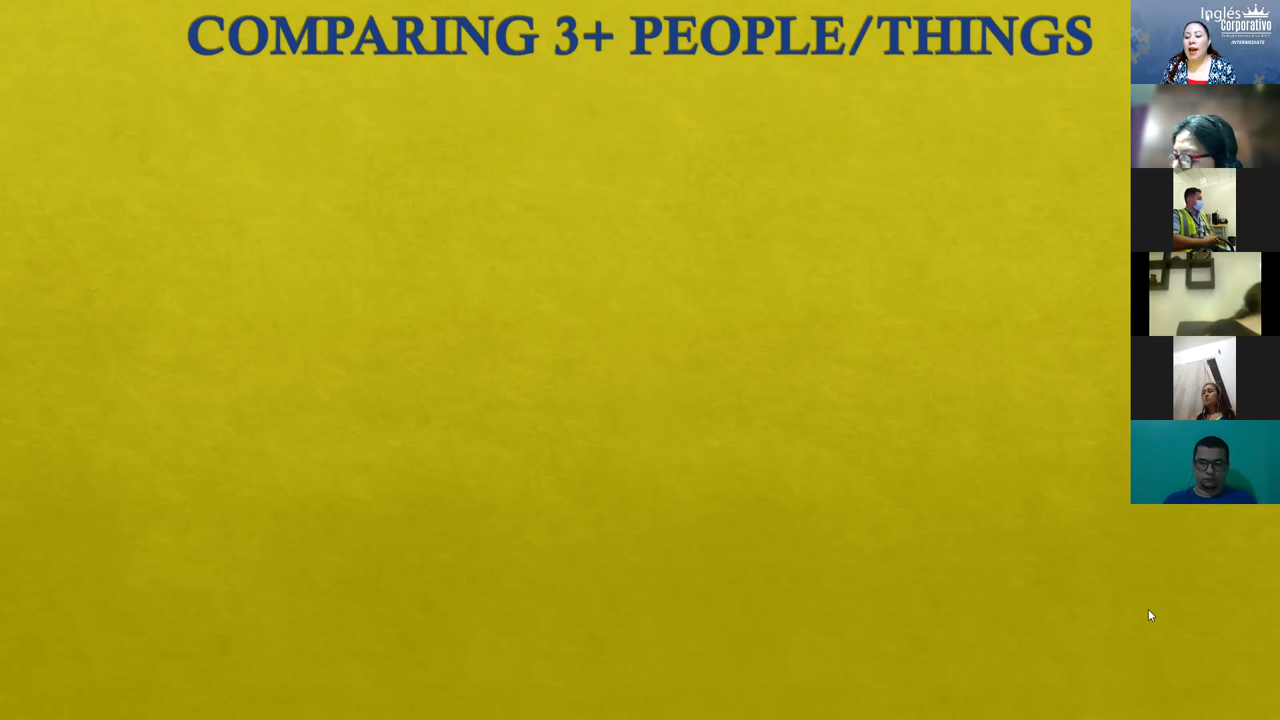 COMPARING 3+ PEOPLE/THINGS
Inglés
Corporativo
INTERMEDIATE